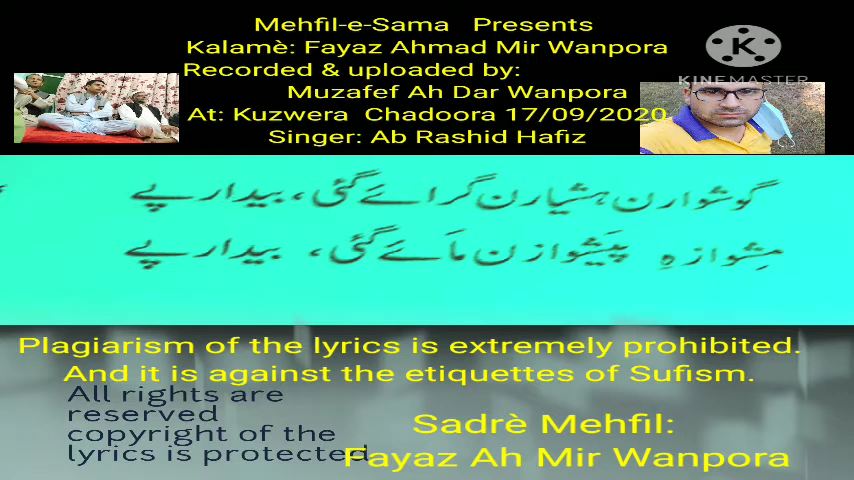 Mehfil-e-Sama Presents
Kalamè: Fayaz Ahmad Mir Wanpora
Recorded & uploaded by:
Muzafef Ah Dar Wanpora
At: Kuzwera Chadoora 17/09/2020
Singer: Ab Rashid Hafiz
KINEMASTER
گوشوارن ہشیارن گرائے گئی، بیدار پے
مِشوازہِ پیَشوازن مَائے گئی، بیدار پے
Plagiarism of the lyrics is extremely prohibited.
And it is against the etiquettes of Sufism.
All rights are
reserved
copyright of the
lyrics is protected
Sadrè Mehfil:
Fayaz Ah Mir Wanpora